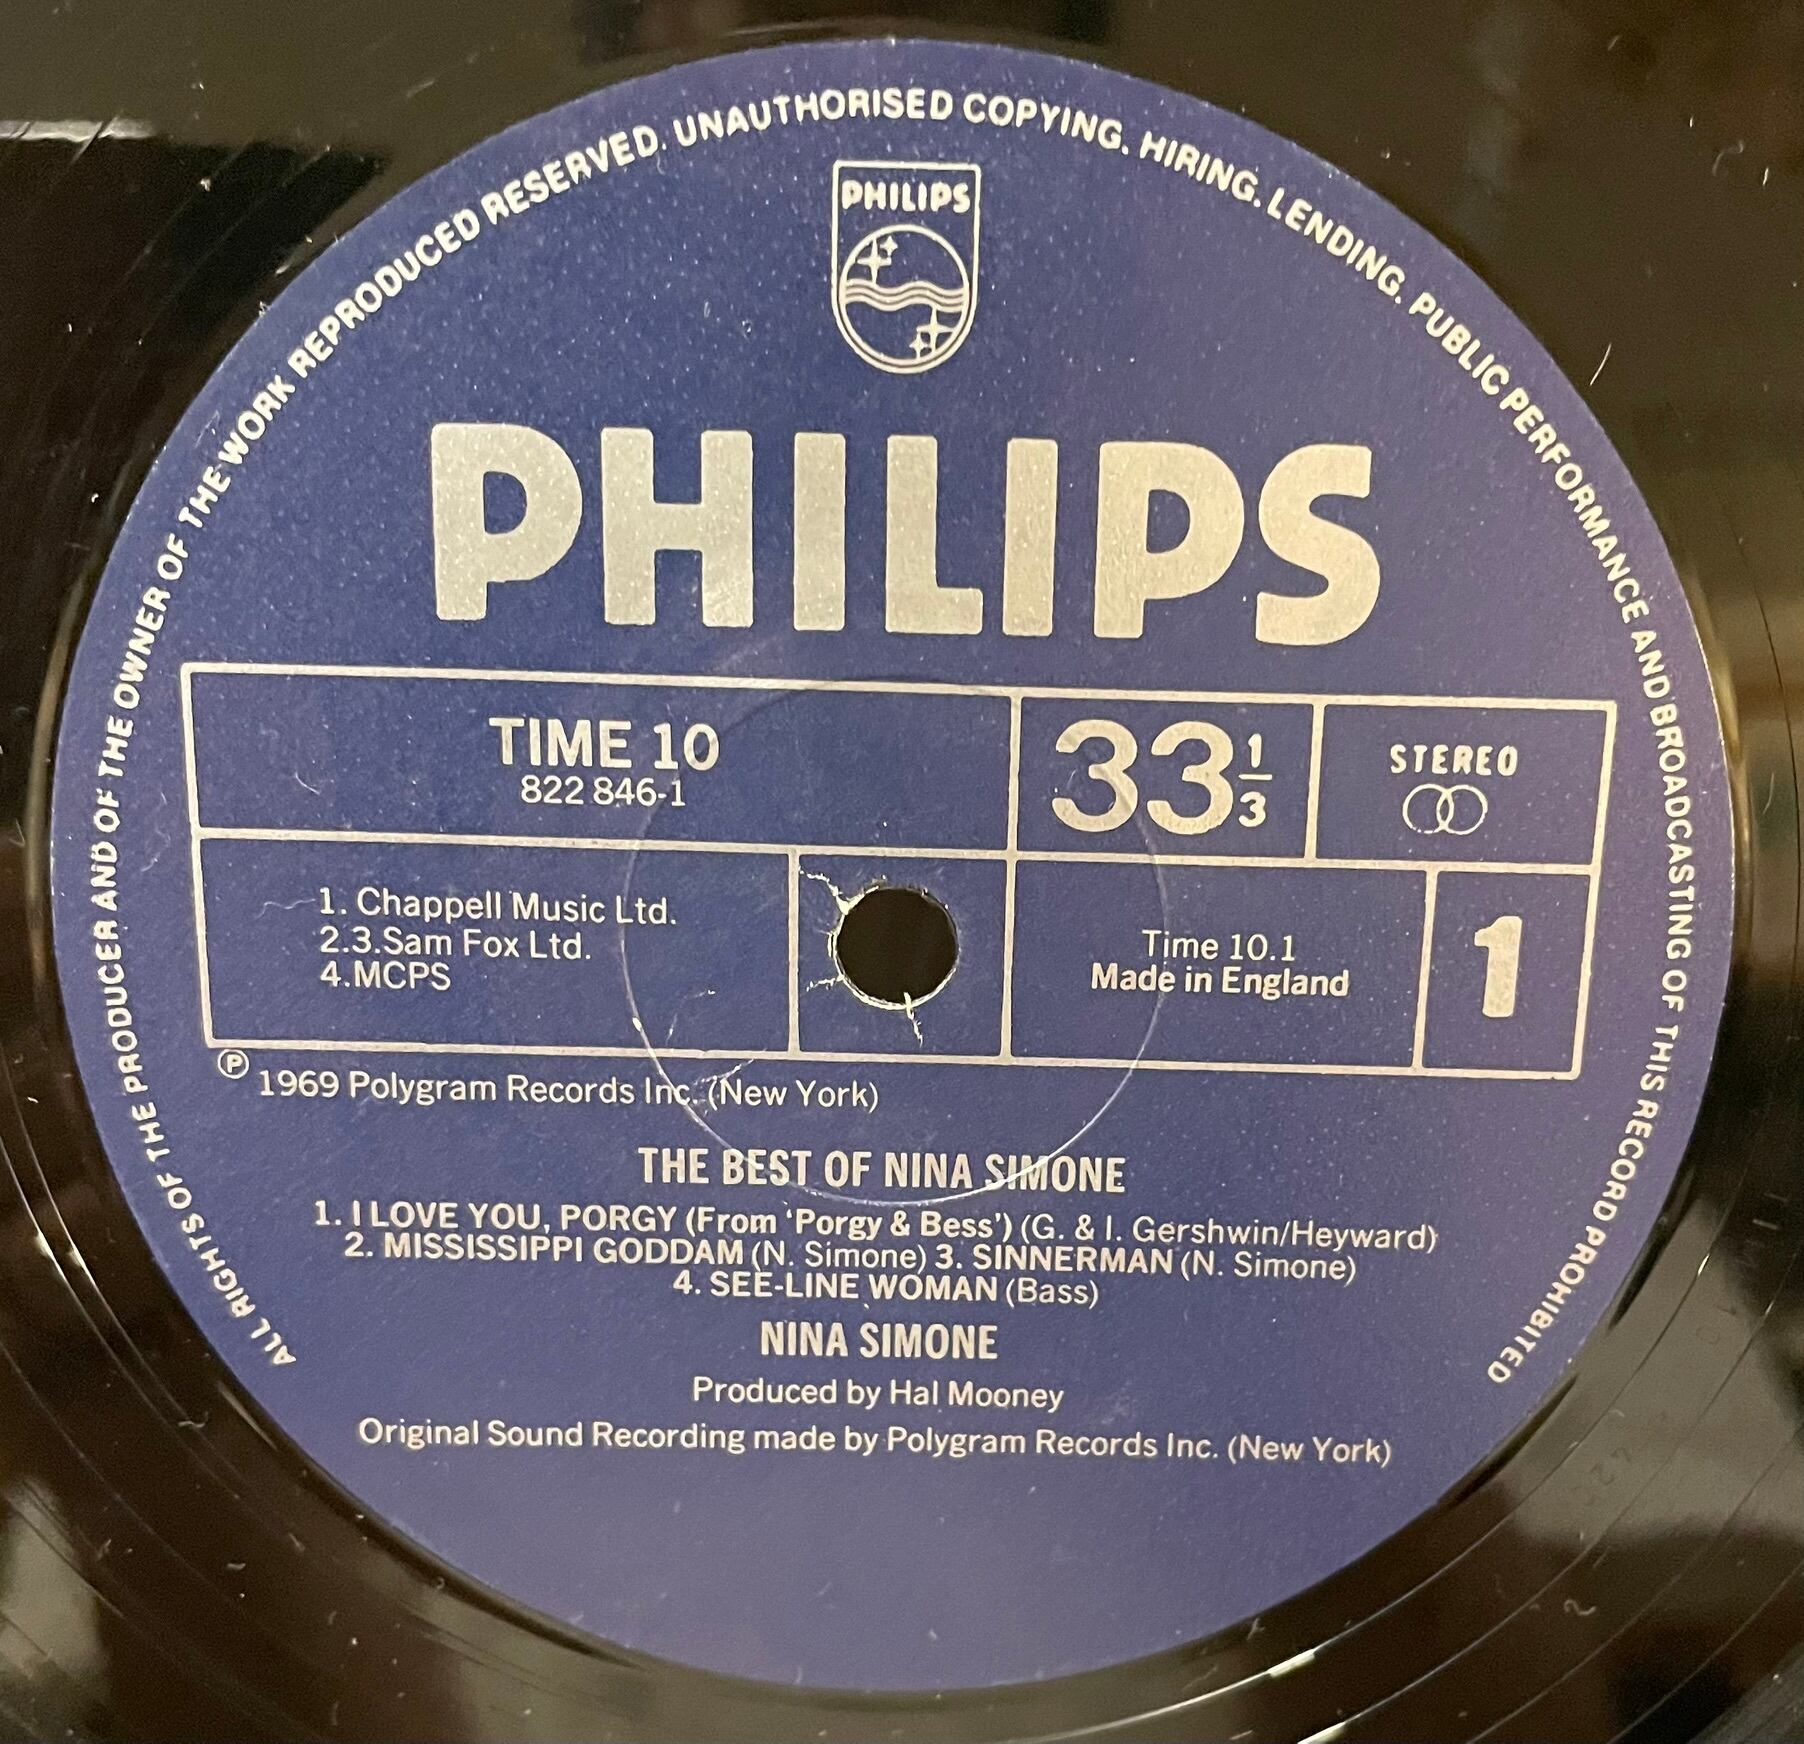 ALL RIGHTS OF THE PRODUCER AND OF THE OWNER OF THE WORK REPRODUCED RESERVED. UNAUTHORISED COPYING. HIRING. LENDING. PUBLIC PERFORMANCE AND BROADCASTING OF THIS RECORD PROHIBITED
PHILIPS
PHILIPS
TIME 10
822 846-1
33 1/3
STEREO
1. Chappell Music Ltd.
2.3.Sam Fox Ltd.
4.MCPS
Time 10.1
Made in England
1
℗ 1969 Polygram Records Inc. (New York)
THE BEST OF NINA SIMONE
1. I LOVE YOU, PORGY (From 'Porgy & Bess') (G. & I. Gershwin/Heyward)
2. MISSISSIPPI GODDAM (N. Simone) 3. SINNERMAN (N. Simone)
4. SEE-LINE WOMAN (Bass)
NINA SIMONE
Produced by Hal Mooney
Original Sound Recording made by Polygram Records Inc. (New York)